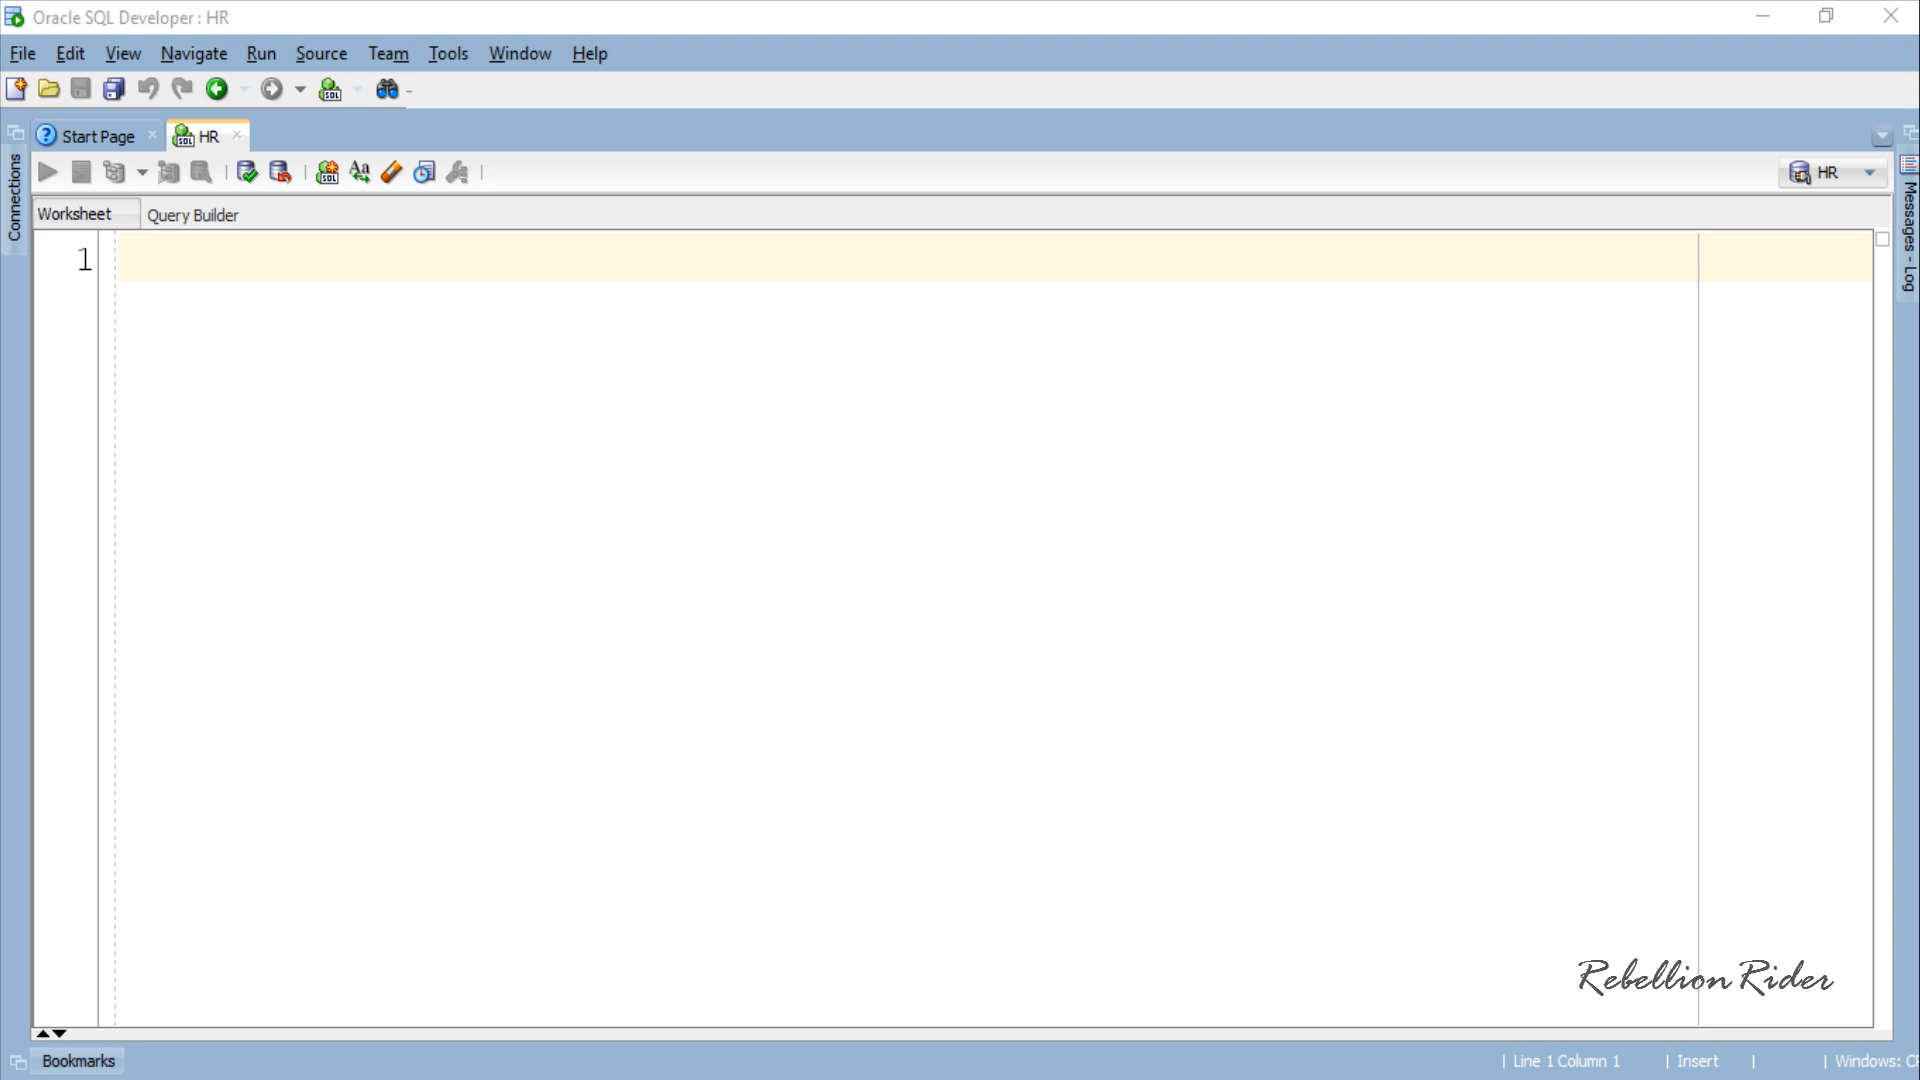 Oracle SQL Developer : HR
File Edit View Navigate Run Source Team Tools Window Help
Start Page HR
HR
Worksheet Query Builder
1
Connections
Messages - Log
Rebellion Rider
Bookmarks
Line 1 Column 1 | Insert | | Windows: